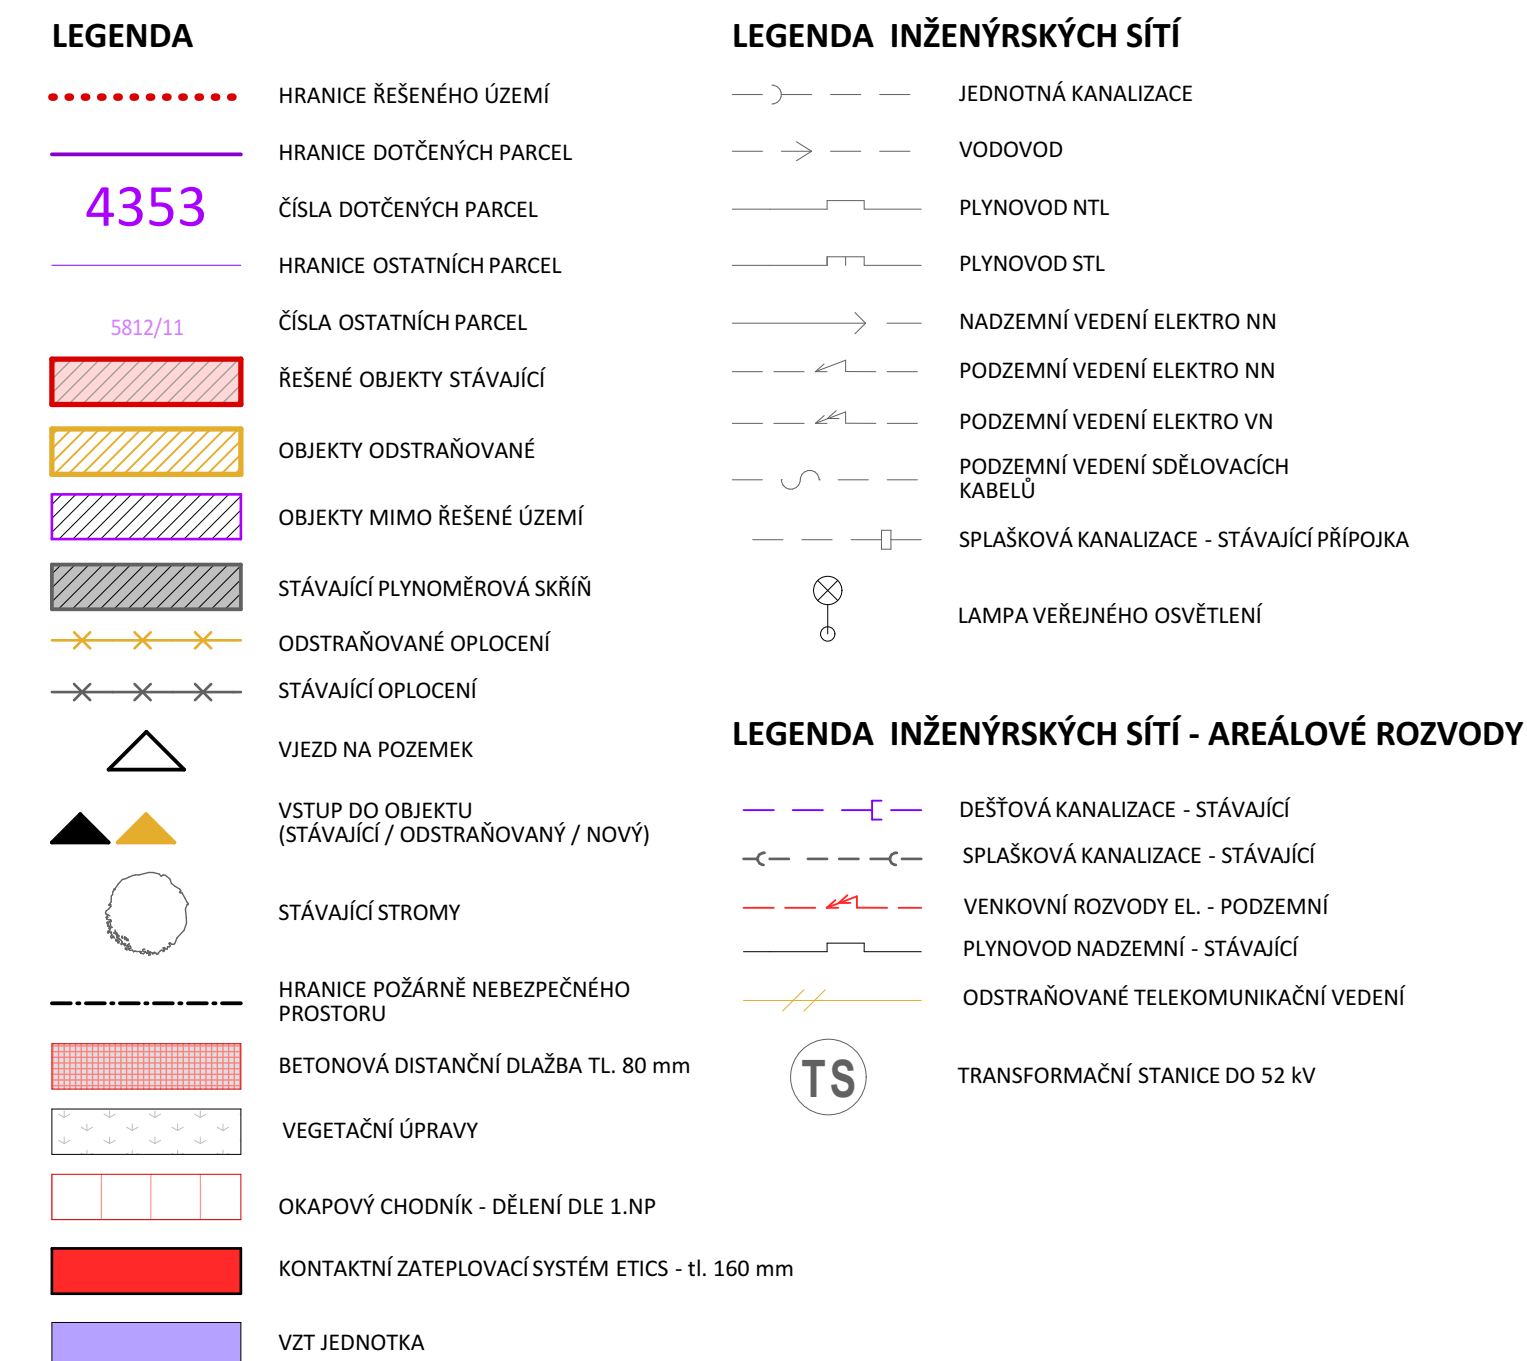 LEGENDA
HRANICE ŘEŠENÉHO ÚZEMÍ
HRANICE DOTČENÝCH PARCEL
4353
ČÍSLA DOTČENÝCH PARCEL
HRANICE OSTATNÍCH PARCEL
5812/11
ČÍSLA OSTATNÍCH PARCEL
ŘEŠENÉ OBJEKTY STÁVAJÍCÍ
OBJEKTY ODSTRAŇOVANÉ
OBJEKTY MIMO ŘEŠENÉ ÚZEMÍ
STÁVAJÍCÍ PLYNOMĚROVÁ SKŘÍŇ
ODSTRAŇOVANÉ OPLOCENÍ
STÁVAJÍCÍ OPLOCENÍ
VJEZD NA POZEMEK
VSTUP DO OBJEKTU
(STÁVAJÍCÍ / ODSTRAŇOVANÝ / NOVÝ)
STÁVAJÍCÍ STROMY
HRANICE POŽÁRNĚ NEBEZPEČNÉHO
PROSTORU
BETONOVÁ DISTANČNÍ DLAŽBA TL. 80 mm
VEGETAČNÍ ÚPRAVY
OKAPOVÝ CHODNÍK - DĚLENÍ DLE 1.NP
KONTAKTNÍ ZATEPLOVACÍ SYSTÉM ETICS - tl. 160 mm
VZT JEDNOTKA
LEGENDA INŽENÝRSKÝCH SÍTÍ
JEDNOTNÁ KANALIZACE
VODOVOD
PLYNOVOD NTL
PLYNOVOD STL
NADZEMNÍ VEDENÍ ELEKTRO NN
PODZEMNÍ VEDENÍ ELEKTRO NN
PODZEMNÍ VEDENÍ ELEKTRO VN
PODZEMNÍ VEDENÍ SDĚLOVACÍCH
KABELŮ
SPLAŠKOVÁ KANALIZACE - STÁVAJÍCÍ PŘÍPOJKA
LAMPA VEŘEJNÉHO OSVĚTLENÍ
LEGENDA INŽENÝRSKÝCH SÍTÍ - AREÁLOVÉ ROZVODY
DEŠŤOVÁ KANALIZACE - STÁVAJÍCÍ
SPLAŠKOVÁ KANALIZACE - STÁVAJÍCÍ
VENKOVNÍ ROZVODY EL. - PODZEMNÍ
PLYNOVOD NADZEMNÍ - STÁVAJÍCÍ
ODSTRAŇOVANÉ TELEKOMUNIKAČNÍ VEDENÍ
TS
TRANSFORMAČNÍ STANICE DO 52 kV